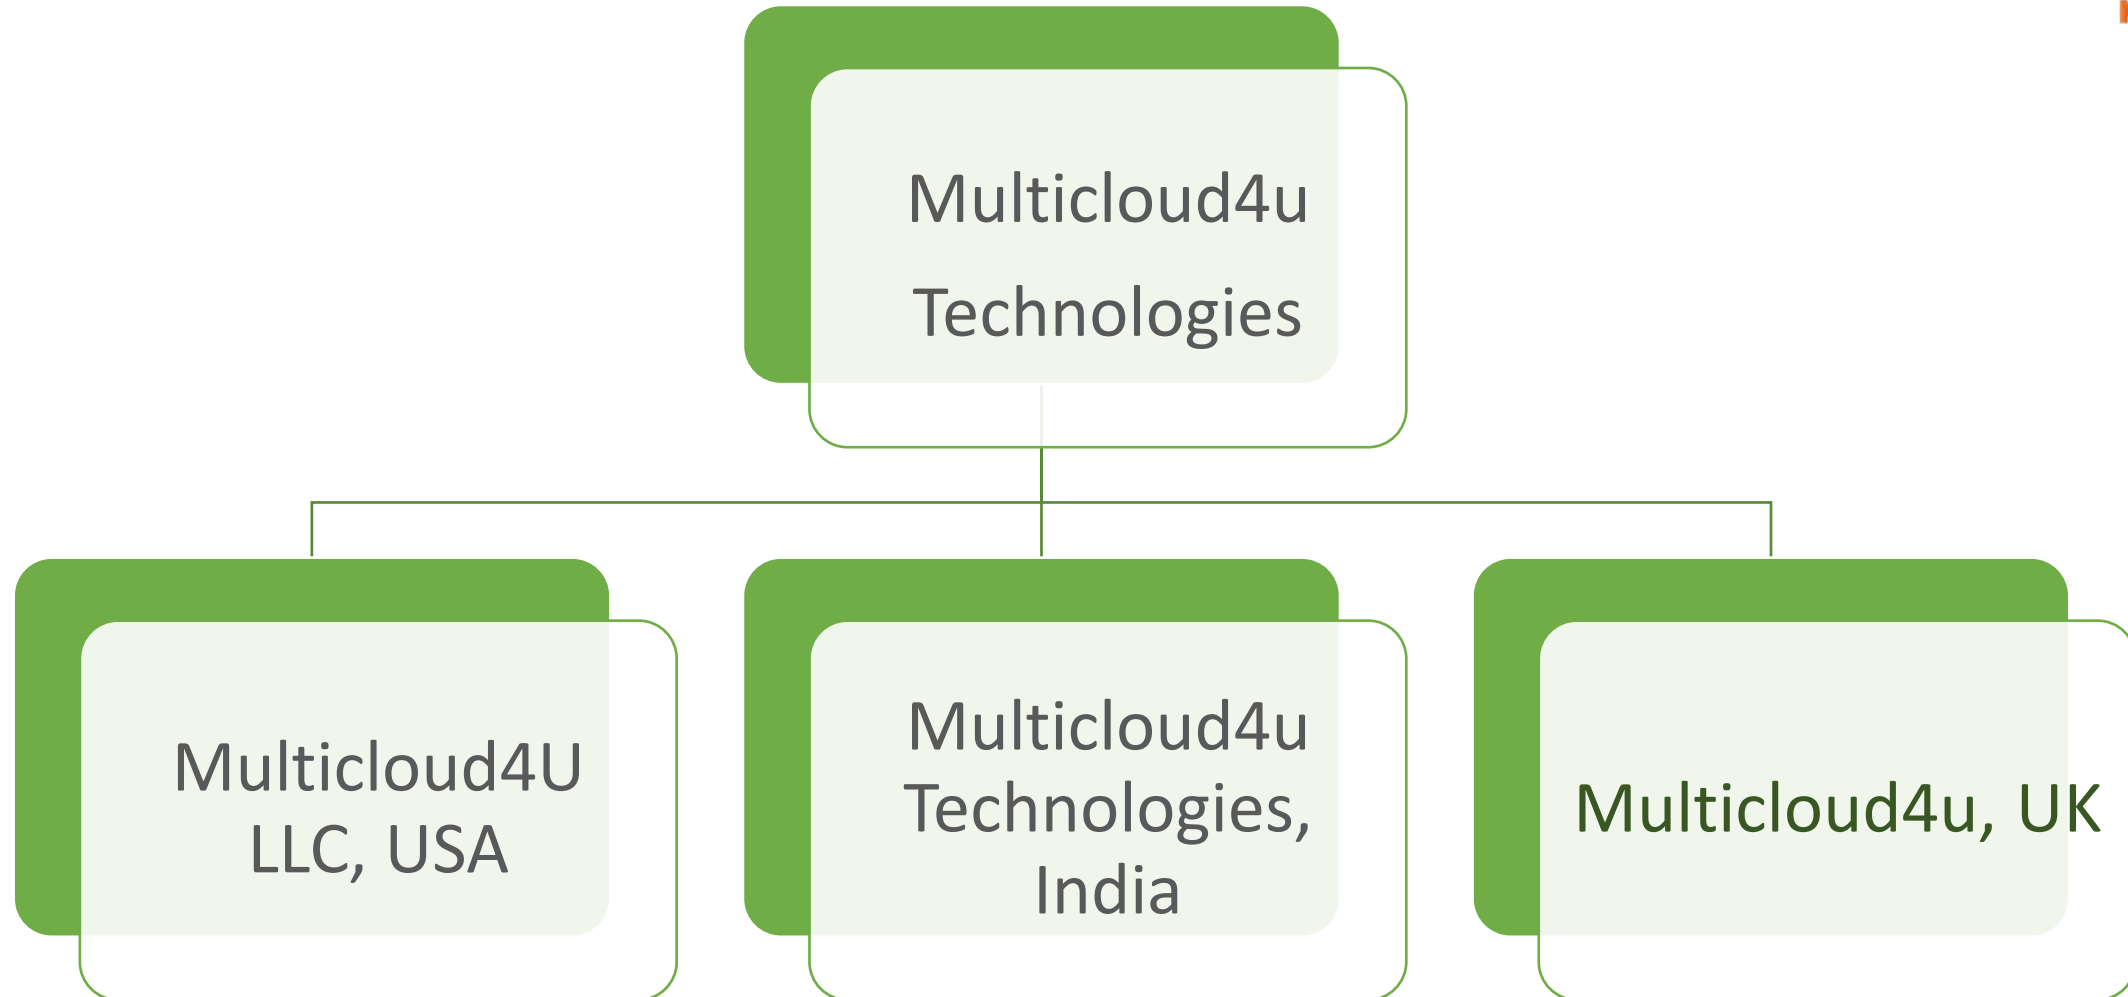 Multicloud4u
Technologies
Multicloud4U
LLC, USA
Multicloud4u
Technologies,
India
Multicloud4u, UK